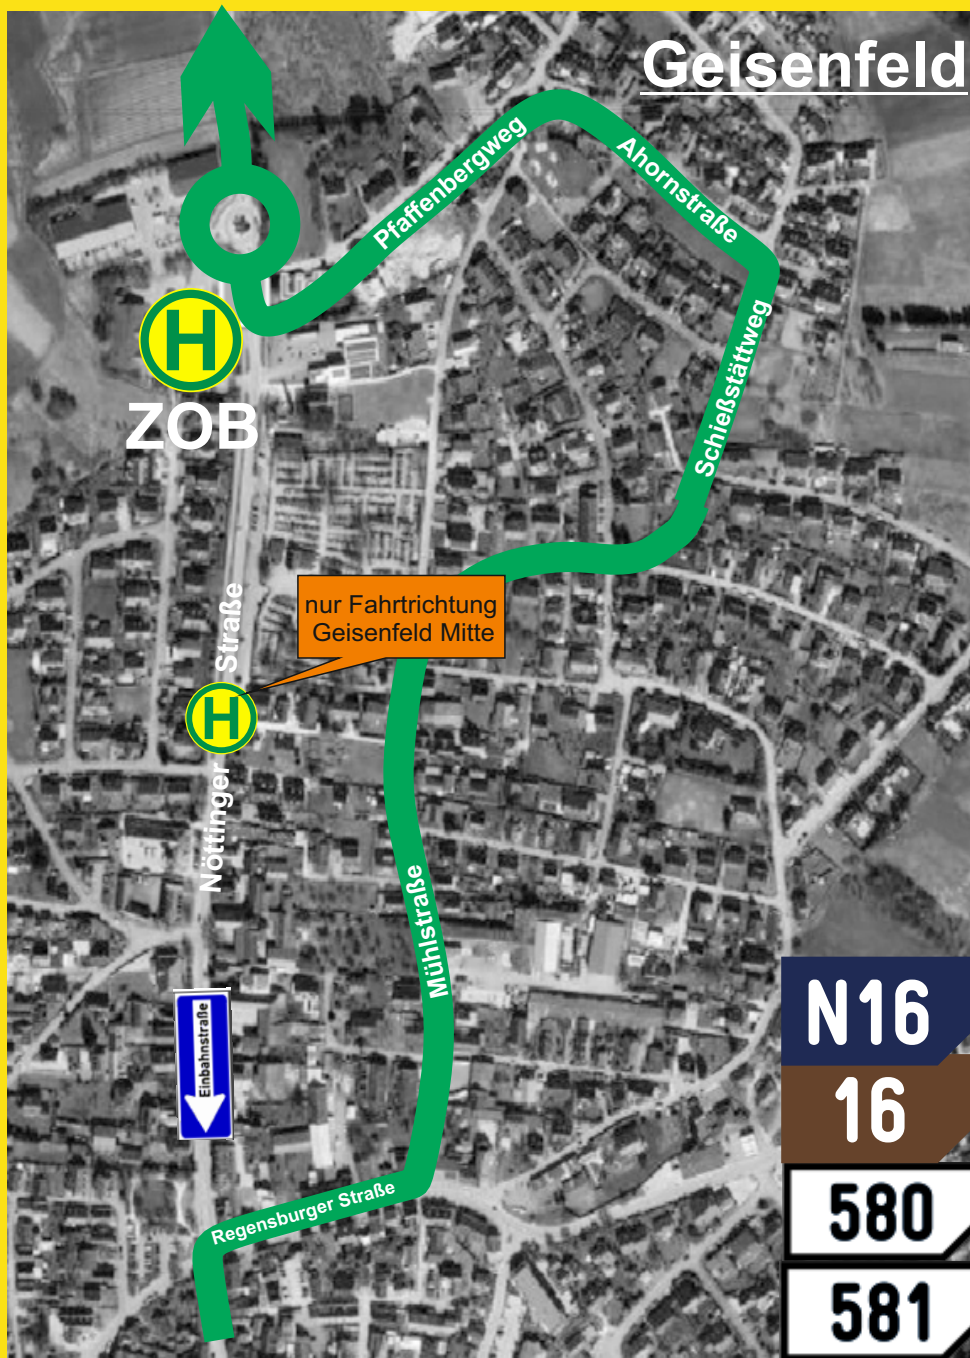 Geisenfeld
Pfaffenbergweg
Ahornstraße
Schießstättweg
H
ZOB
nur Fahrtrichtung
Geisenfeld Mitte
Nöttinger Straße
H
Mühlstraße
Einbahnstraße
Regensburger Straße
N16
16
580
581